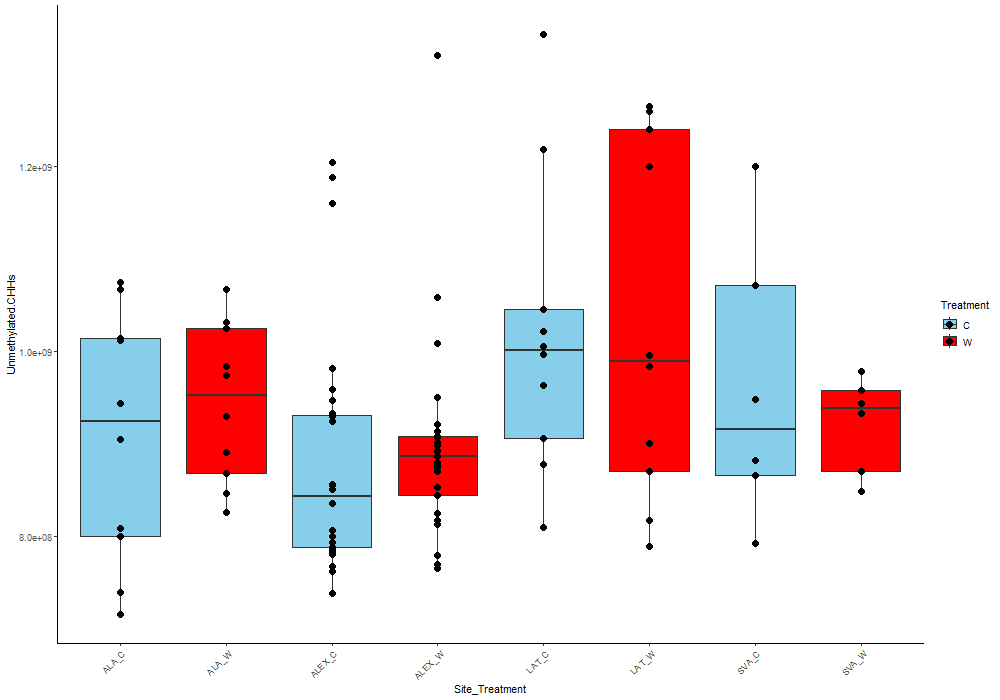 Unmethylated.CHHs
1.2e+09
1.0e+09
8.0e+08
ALA_C
ALA_W
ALEX_C
ALEX_W
LAT_C
LAT_W
SVA_C
SVA_W
Site_Treatment
Treatment
C
W